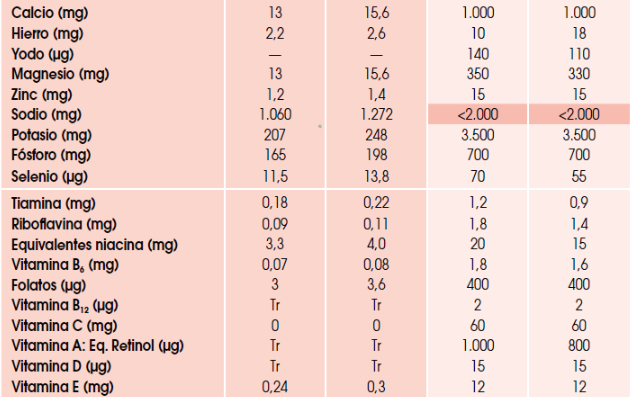 Calcio (mg) 13 15,6 1.000 1.000
Hierro (mg) 2,2 2,6 10 18
Yodo (µg) — — 140 110
Magnesio (mg) 13 15,6 350 330
Zinc (mg) 1,2 1,4 15 15
Sodio (mg) 1.060 1.272 <2.000 <2.000
Potasio (mg) 207 248 3.500 3.500
Fósforo (mg) 165 198 700 700
Selenio (µg) 11,5 13,8 70 55
Tiamina (mg) 0,18 0,22 1,2 0,9
Riboflavina (mg) 0,09 0,11 1,8 1,4
Equivalentes niacina (mg) 3,3 4,0 20 15
Vitamina B₆ (mg) 0,07 0,08 1,8 1,6
Folatos (µg) 3 3,6 400 400
Vitamina B₁₂ (µg) Tr Tr 2 2
Vitamina C (mg) 0 0 60 60
Vitamina A: Eq. Retinol (µg) Tr Tr 1.000 800
Vitamina D (µg) Tr Tr 15 15
Vitamina E (mg) 0,24 0,3 12 12